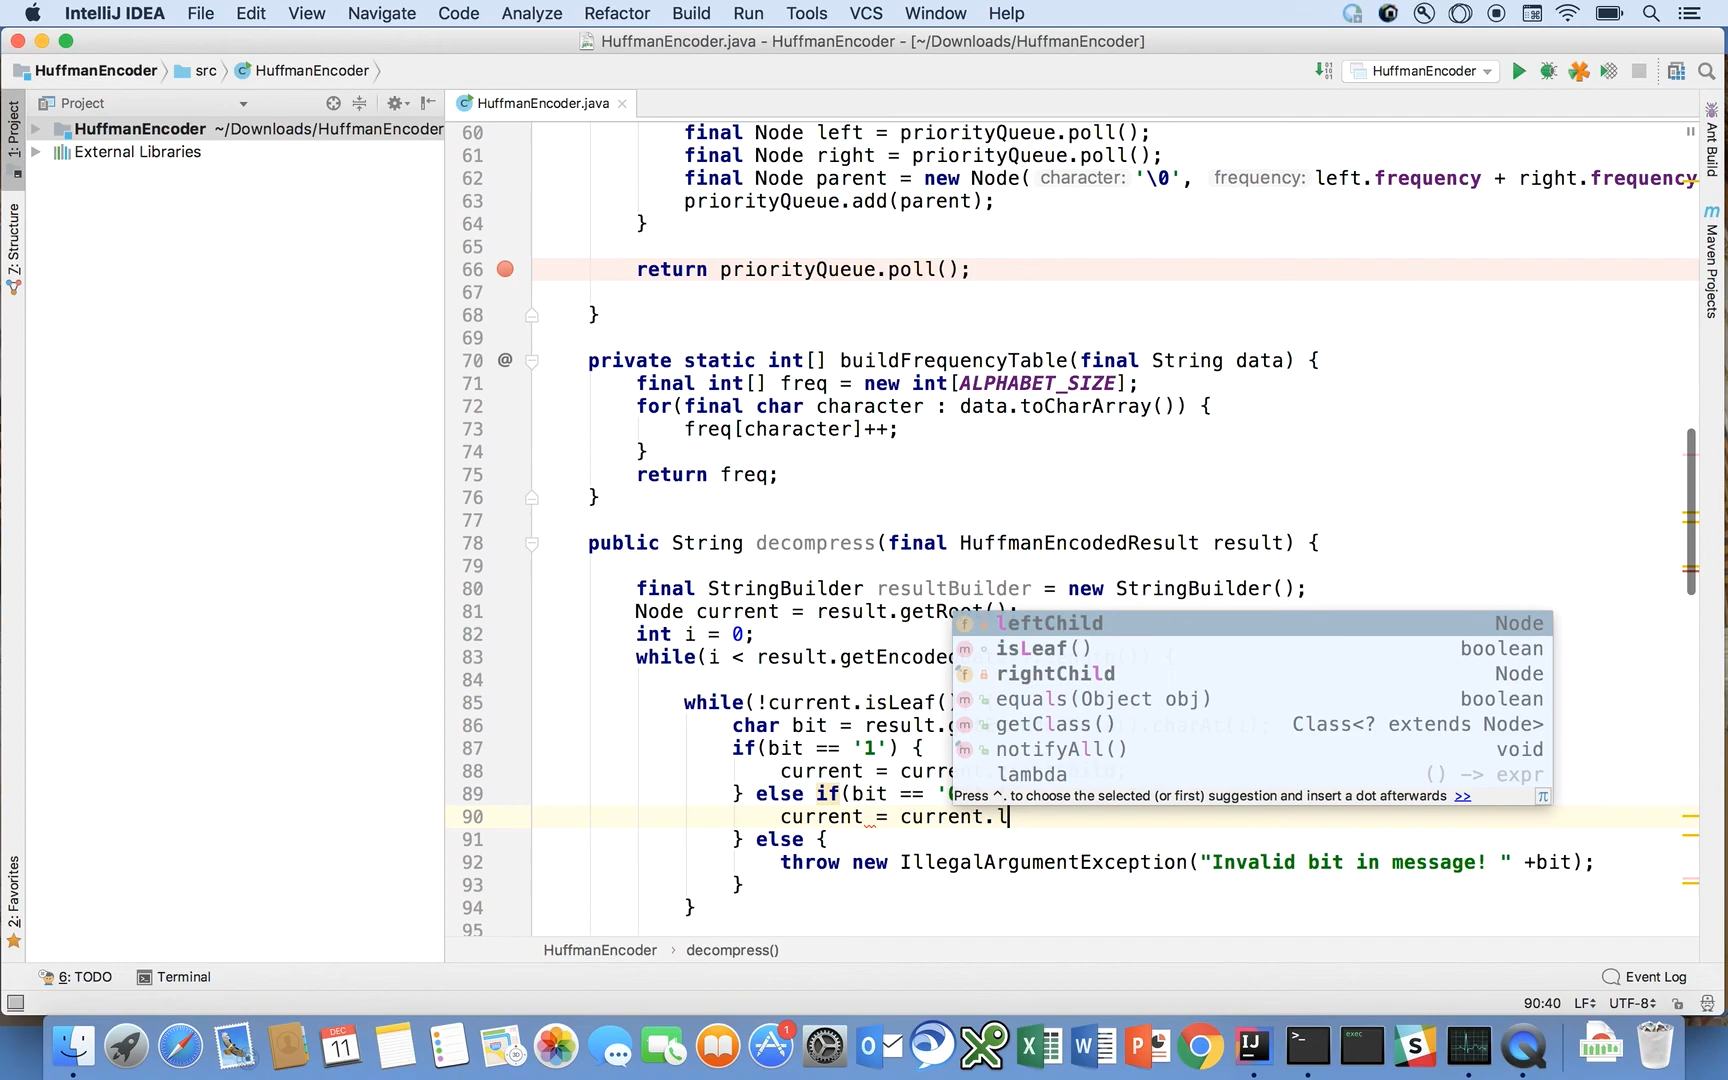 IntelliJ IDEA File Edit View Navigate Code Analyze Refactor Build Run Tools VCS Window Help
HuffmanEncoder.java - HuffmanEncoder - [~/Downloads/HuffmanEncoder]
HuffmanEncoder src HuffmanEncoder HuffmanEncoder
Project HuffmanEncoder.java
1: Project
7: Structure
2: Favorites
HuffmanEncoder ~/Downloads/HuffmanEncoder
External Libraries
60 final Node left = priorityQueue.poll();
61 final Node right = priorityQueue.poll();
62 final Node parent = new Node( character: '\0', frequency: left.frequency + right.frequency
63 priorityQueue.add(parent);
64 }
65
66 return priorityQueue.poll();
67
68 }
69
70 @ private static int[] buildFrequencyTable(final String data) {
71 final int[] freq = new int[ALPHABET_SIZE];
72 for(final char character : data.toCharArray()) {
73 freq[character]++;
74 }
75 return freq;
76 }
77
78 public String decompress(final HuffmanEncodedResult result) {
79
80 final StringBuilder resultBuilder = new StringBuilder();
81 Node current = result.getRoot();
82 int i = 0;
83 while(i < result.getEncoded
84
85 while(!current.isLeaf()
86 char bit = result.g
87 if(bit == '1') {
88 current = curre
89 } else if(bit == '0
90 current = current.l
91 } else {
92 throw new IllegalArgumentException("Invalid bit in message! " +bit);
93 }
94 }
95
leftChild Node
isLeaf() boolean
rightChild Node
equals(Object obj) boolean
getClass() Class<? extends Node>
notifyAll() void
lambda () -> expr
Press ^. to choose the selected (or first) suggestion and insert a dot afterwards >> π
Ant Build
Maven Projects
HuffmanEncoder › decompress()
6: TODO Terminal Event Log
90:40 LF UTF-8
DEC
11
1